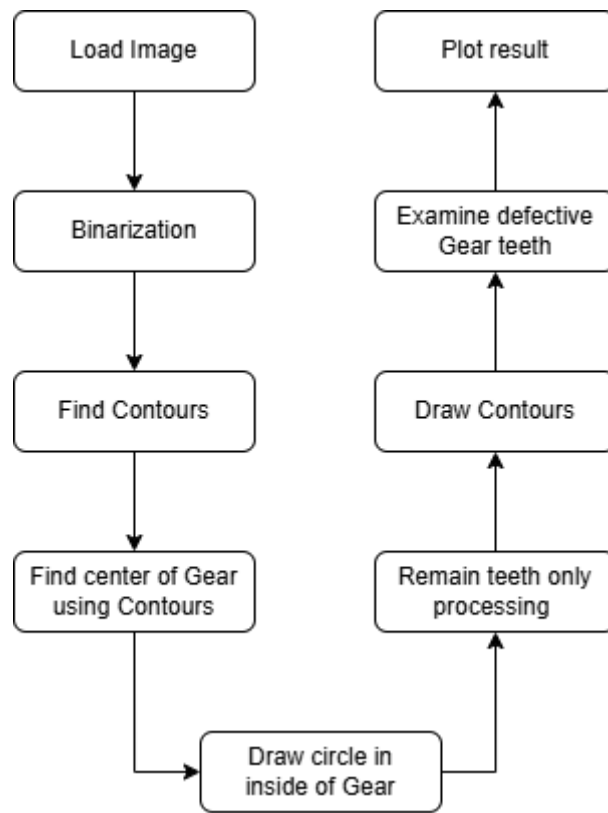 Load Image
Binarization
Find Contours
Find center of Gear
using Contours
Draw circle in
inside of Gear
Remain teeth only
processing
Draw Contours
Examine defective
Gear teeth
Plot result